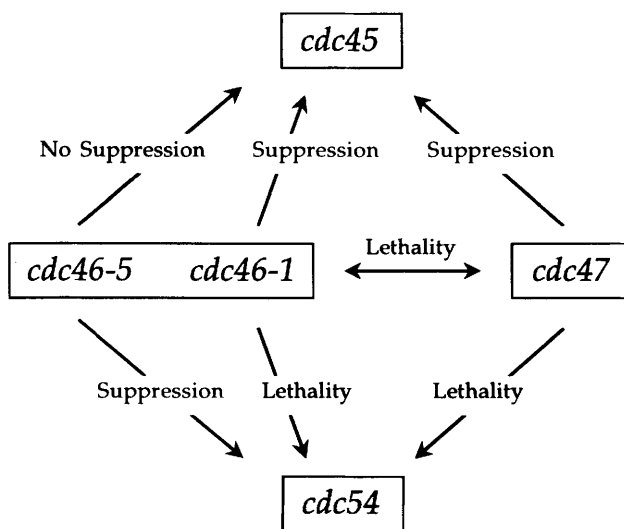 cdc45
No Suppression Suppression Suppression
Lethality
cdc46-5 cdc46-1 cdc47
Suppression Lethality Lethality
cdc54